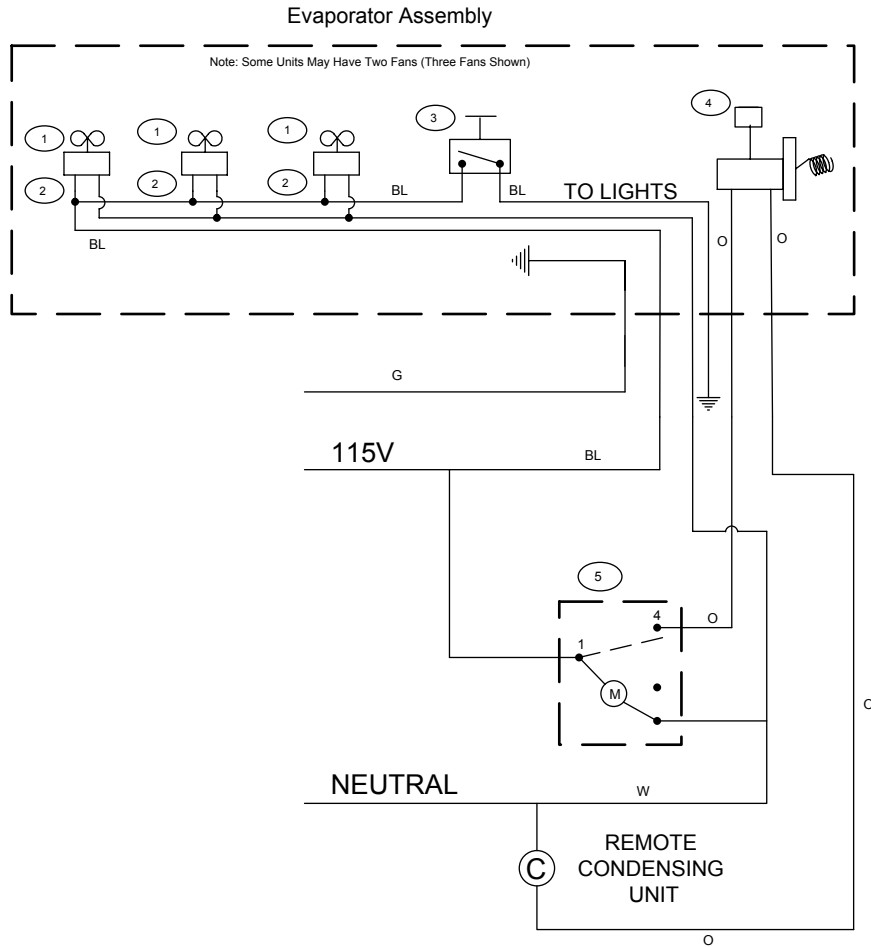 Evaporator Assembly
Note: Some Units May Have Two Fans (Three Fans Shown)
1
1
1
3
4
2
2
2
BL
BL
TO LIGHTS
BL
O
O
G
115V
BL
5
4
O
1
M
O
NEUTRAL
W
C
REMOTE
CONDENSING
UNIT
O